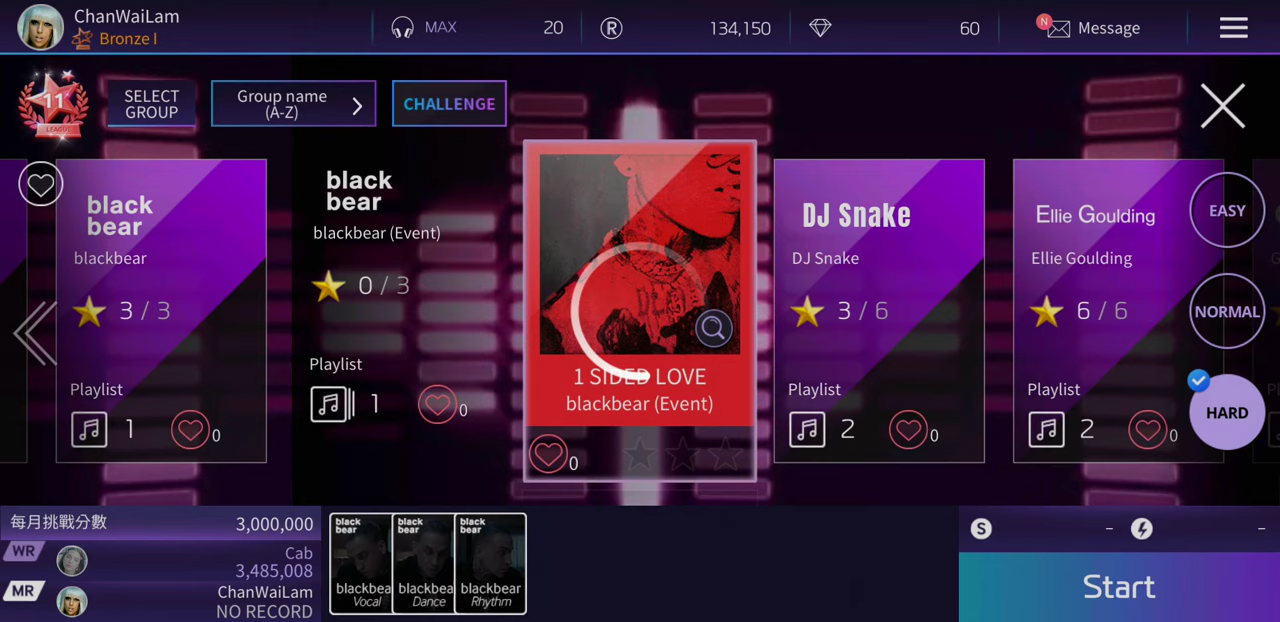 ChanWaiLam
Bronze I
MAX
20
R
134,150
60
N
Message
11
LEAGUE
SELECT
GROUP
Group name
(A-Z)
CHALLENGE
black
bear
blackbear
3 / 3
Playlist
1
0
black
bear
blackbear (Event)
0 / 3
Playlist
1
0
1 SIDED LOVE
blackbear (Event)
0
DJ Snake
DJ Snake
3 / 6
Playlist
2
0
Ellie Goulding
Ellie Goulding
6 / 6
Playlist
2
0
EASY
NORMAL
HARD
每月挑戰分數
3,000,000
WR
Cab
3,485,008
MR
ChanWaiLam
NO RECORD
black
bear
blackbea
Vocal
black
bear
blackbea
Dance
black
bear
blackbear
Rhythm
S
–
–
Start